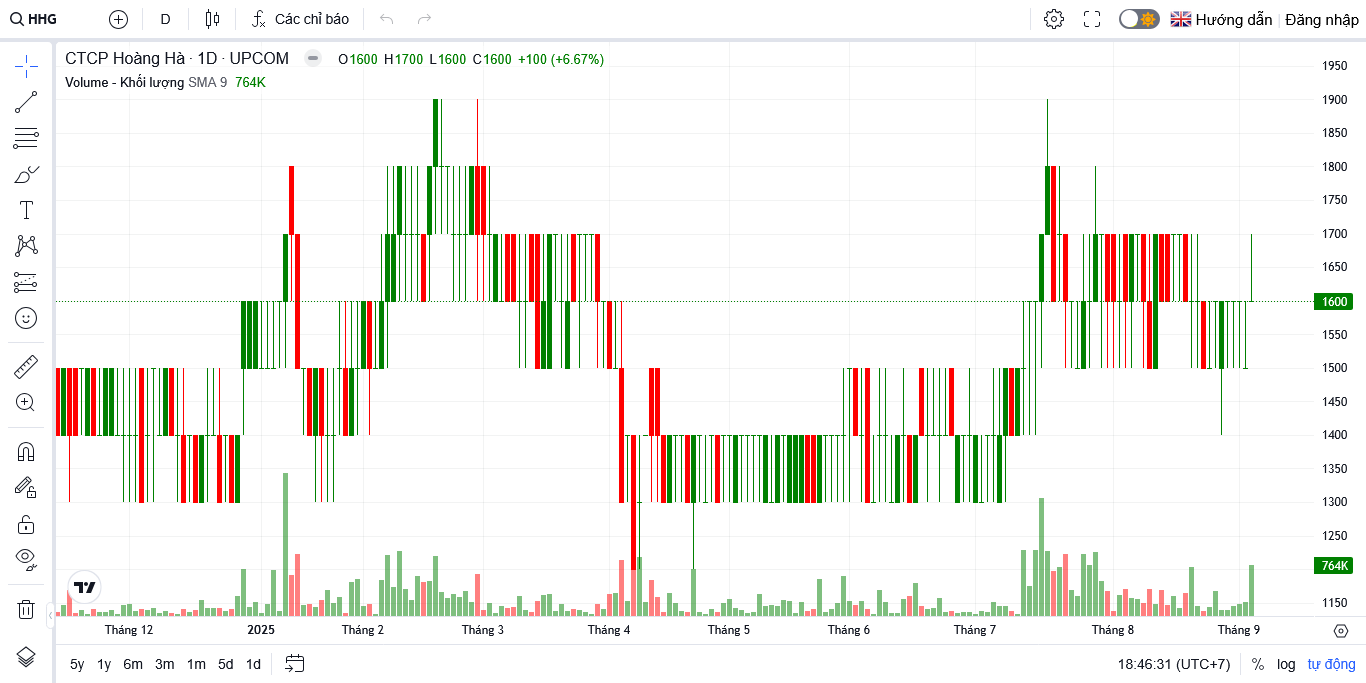 HHG
D
Các chỉ báo
Hướng dẫn
Đăng nhập
CTCP Hoàng Hà · 1D · UPCOM
O1600 H1700 L1600 C1600 +100 (+6.67%)
Volume - Khối lượng SMA 9 764K
1950
1900
1850
1800
1750
1700
1650
1600
1550
1500
1450
1400
1350
1300
1250
764K
1150
Tháng 12
2025
Tháng 2
Tháng 3
Tháng 4
Tháng 5
Tháng 6
Tháng 7
Tháng 8
Tháng 9
5y 1y 6m 3m 1m 5d 1d
18:46:31 (UTC+7)
% log tự động